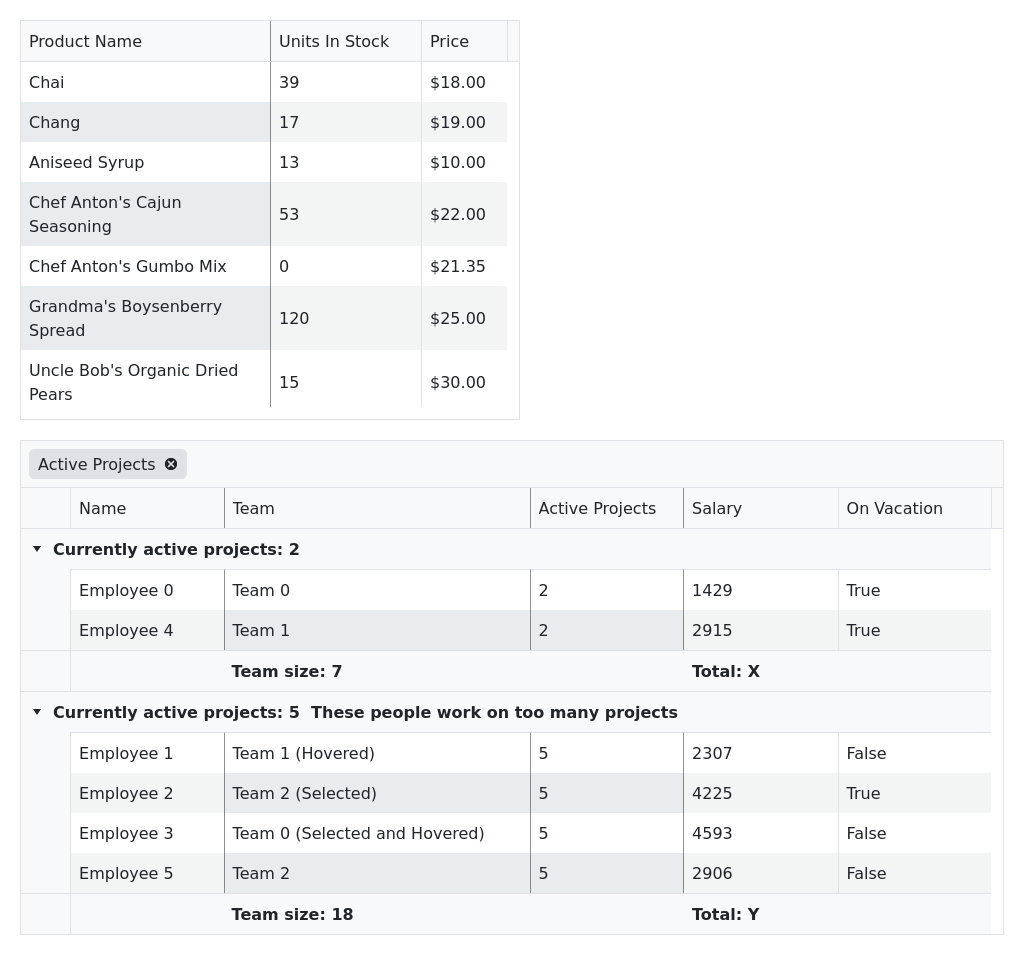 Product Name Units In Stock Price
Chai 39 $18.00
Chang 17 $19.00
Aniseed Syrup 13 $10.00
Chef Anton's Cajun
Seasoning 53 $22.00
Chef Anton's Gumbo Mix 0 $21.35
Grandma's Boysenberry
Spread 120 $25.00
Uncle Bob's Organic Dried
Pears 15 $30.00
Active Projects
Name Team Active Projects Salary On Vacation
Currently active projects: 2
Employee 0 Team 0 2 1429 True
Employee 4 Team 1 2 2915 True
Team size: 7 Total: X
Currently active projects: 5 These people work on too many projects
Employee 1 Team 1 (Hovered) 5 2307 False
Employee 2 Team 2 (Selected) 5 4225 True
Employee 3 Team 0 (Selected and Hovered) 5 4593 False
Employee 5 Team 2 5 2906 False
Team size: 18 Total: Y